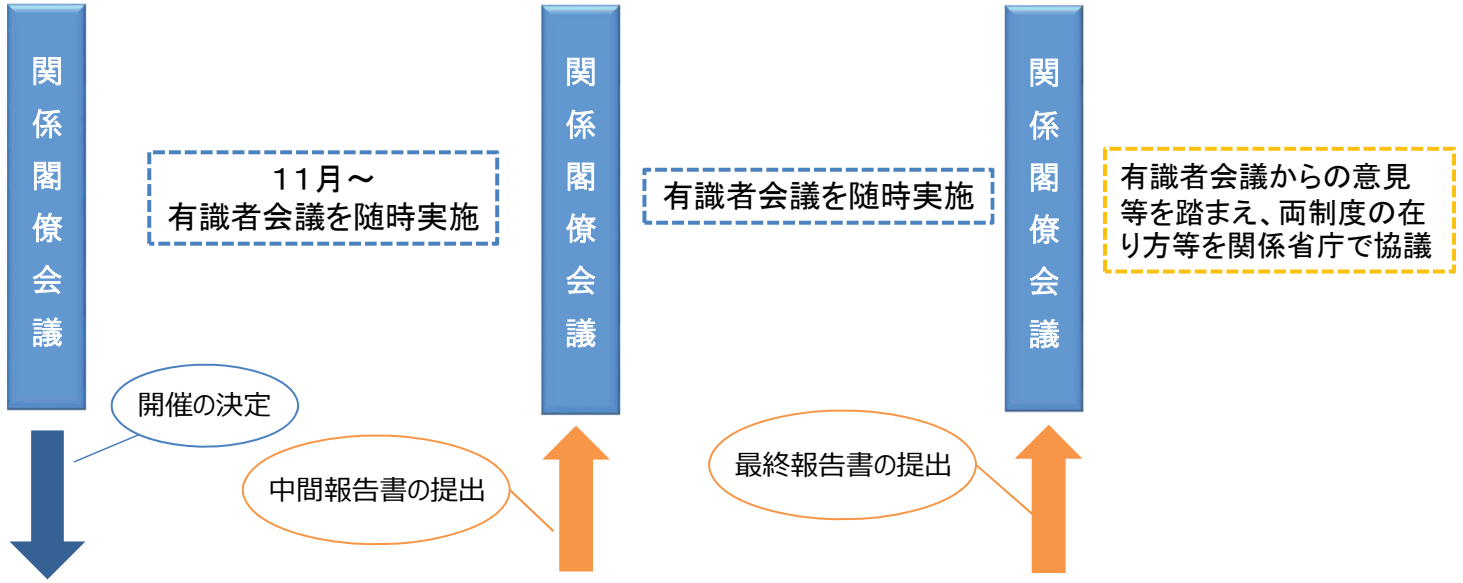 関係閣僚会議
11月~
有識者会議を随時実施
関係閣僚会議
有識者会議を随時実施
関係閣僚会議
有識者会議からの意見
等を踏まえ、両制度の在
り方等を関係省庁で協議
開催の決定
中間報告書の提出
最終報告書の提出